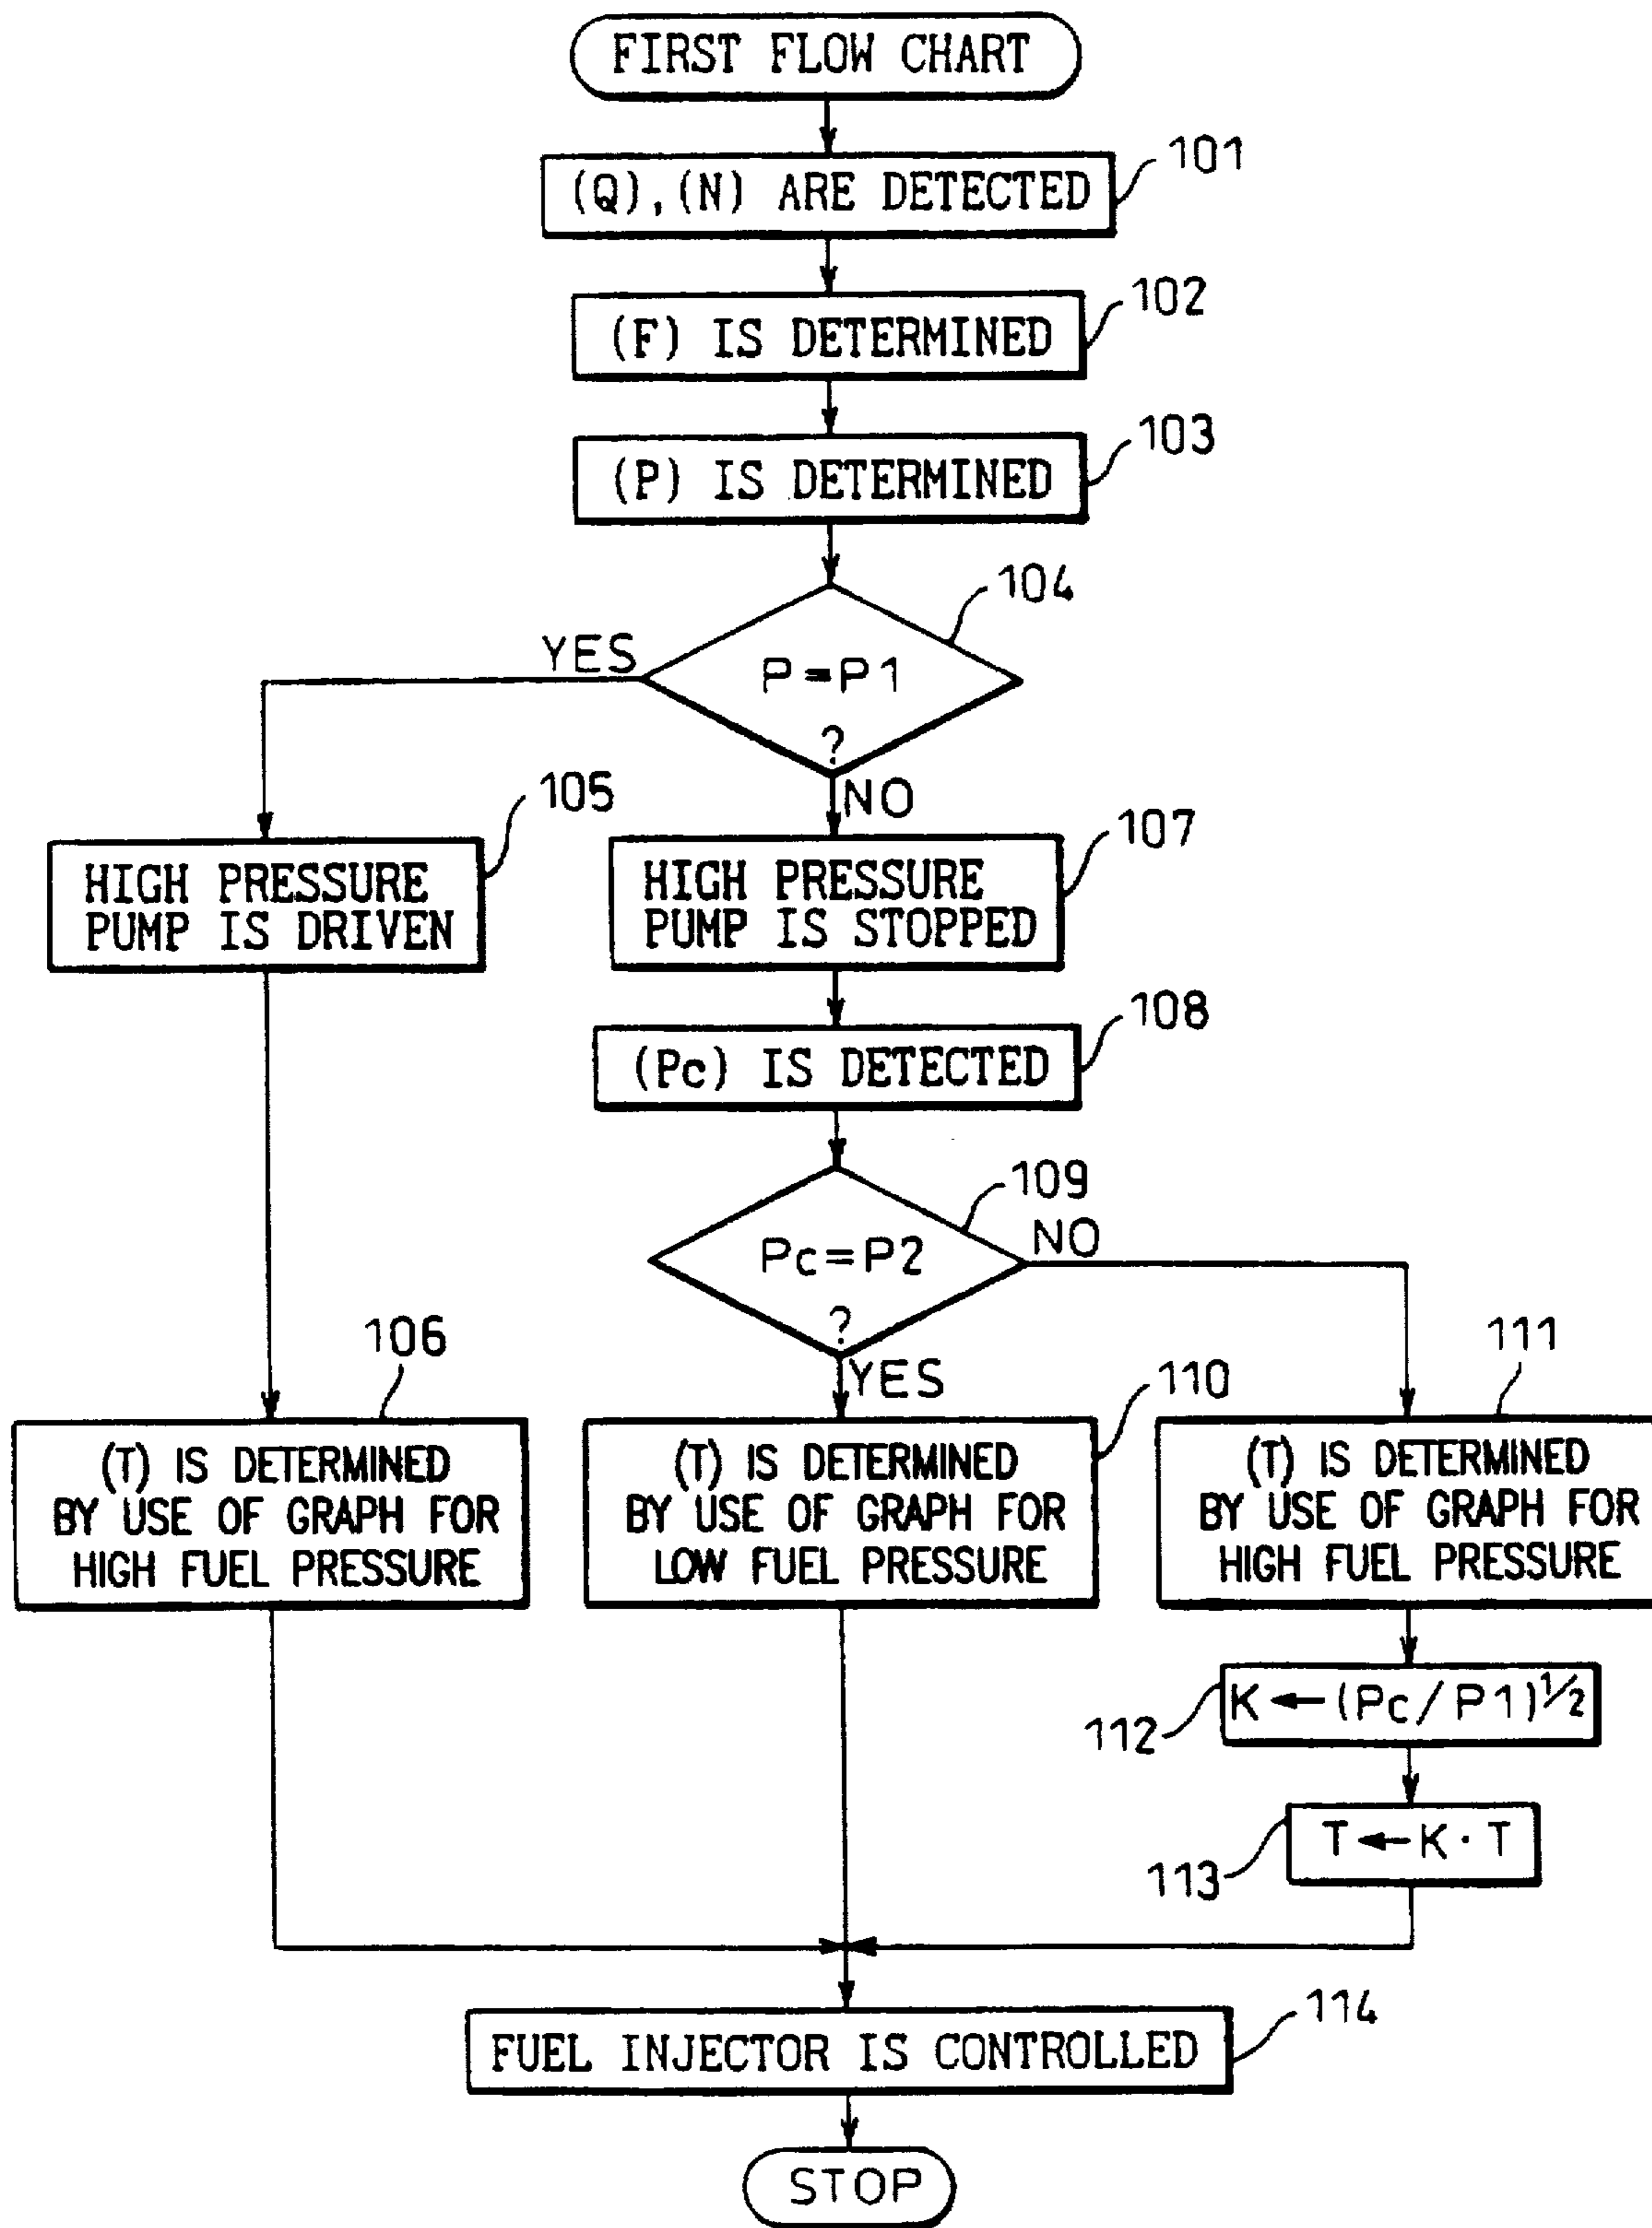 FIRST FLOW CHART
101
(Q),(N) ARE DETECTED
102
(F) IS DETERMINED
103
(P) IS DETERMINED
104
YES
P=P1
?
NO
105
HIGH PRESSURE
PUMP IS DRIVEN
107
HIGH PRESSURE
PUMP IS STOPPED
108
(Pc) IS DETECTED
109
NO
Pc=P2
?
YES
106
(T) IS DETERMINED
BY USE OF GRAPH FOR
HIGH FUEL PRESSURE
110
(T) IS DETERMINED
BY USE OF GRAPH FOR
LOW FUEL PRESSURE
111
(T) IS DETERMINED
BY USE OF GRAPH FOR
HIGH FUEL PRESSURE
112
K ← (Pc/P1)^1/2
113
T ← K · T
114
FUEL INJECTOR IS CONTROLLED
STOP